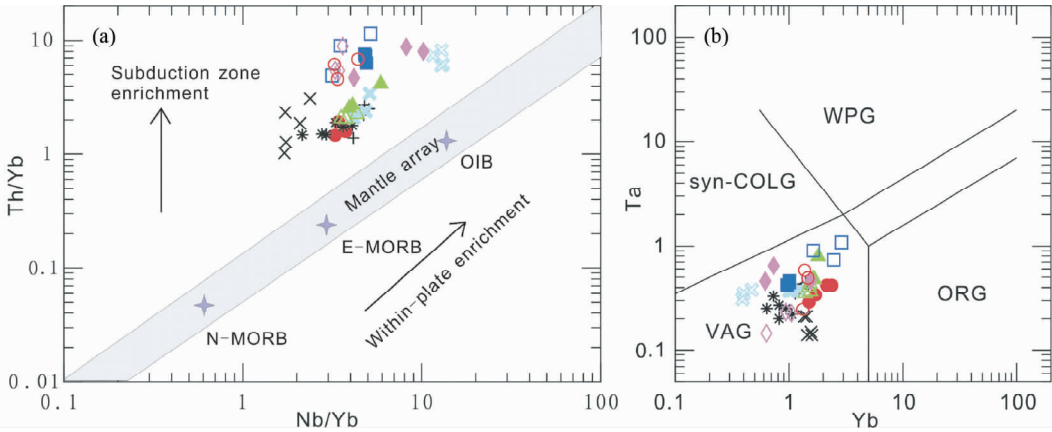 (a)
10
1
0.1
0.01
Th/Yb
Subduction zone
enrichment
Mantle array
OIB
E-MORB
N-MORB
Within-plate enrichment
0.1
1
10
100
Nb/Yb
(b)
100
10
1
0.1
Ta
WPG
syn-COLG
VAG
ORG
0.1
1
10
100
Yb